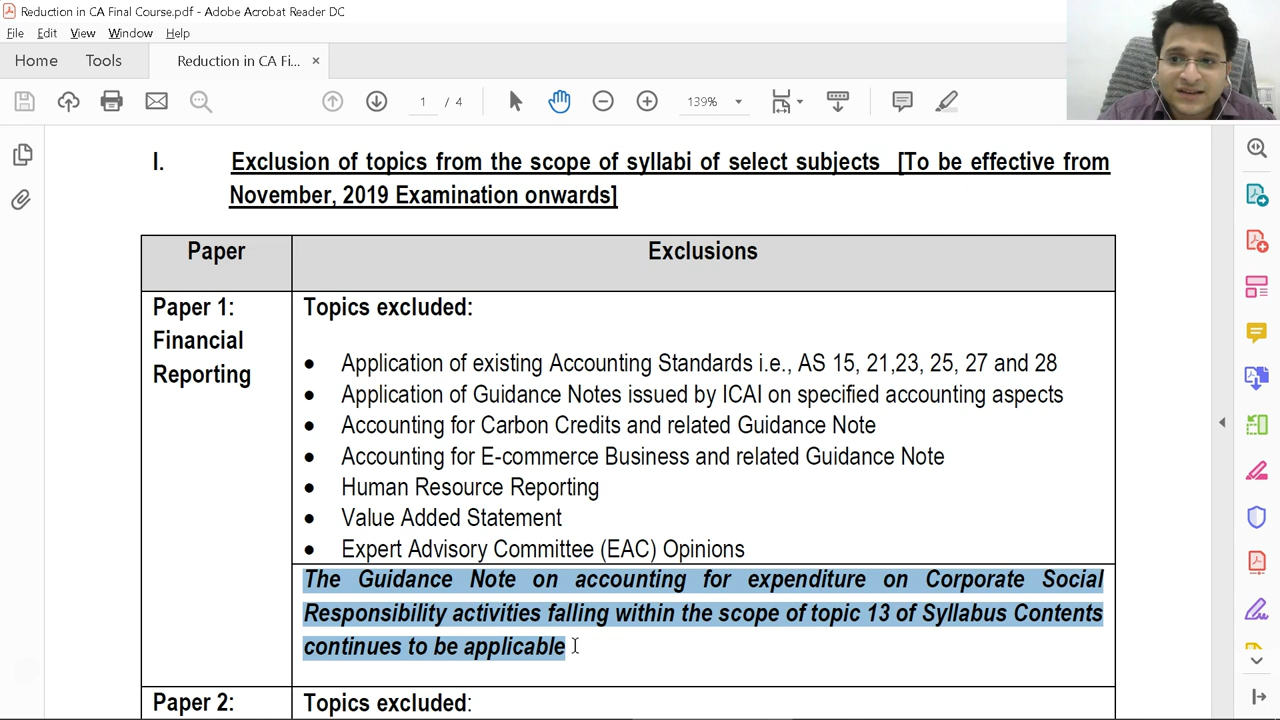 Reduction in CA Final Course.pdf - Adobe Acrobat Reader DC
File Edit View Window Help
Home Tools Reduction in CA Fi... ×
1 / 4 139%
I. Exclusion of topics from the scope of syllabi of select subjects [To be effective from
November, 2019 Examination onwards]
Paper Exclusions
Paper 1:
Financial
Reporting
Topics excluded:
• Application of existing Accounting Standards i.e., AS 15, 21,23, 25, 27 and 28
• Application of Guidance Notes issued by ICAI on specified accounting aspects
• Accounting for Carbon Credits and related Guidance Note
• Accounting for E-commerce Business and related Guidance Note
• Human Resource Reporting
• Value Added Statement
• Expert Advisory Committee (EAC) Opinions
The Guidance Note on accounting for expenditure on Corporate Social
Responsibility activities falling within the scope of topic 13 of Syllabus Contents
continues to be applicable
Paper 2: Topics excluded: